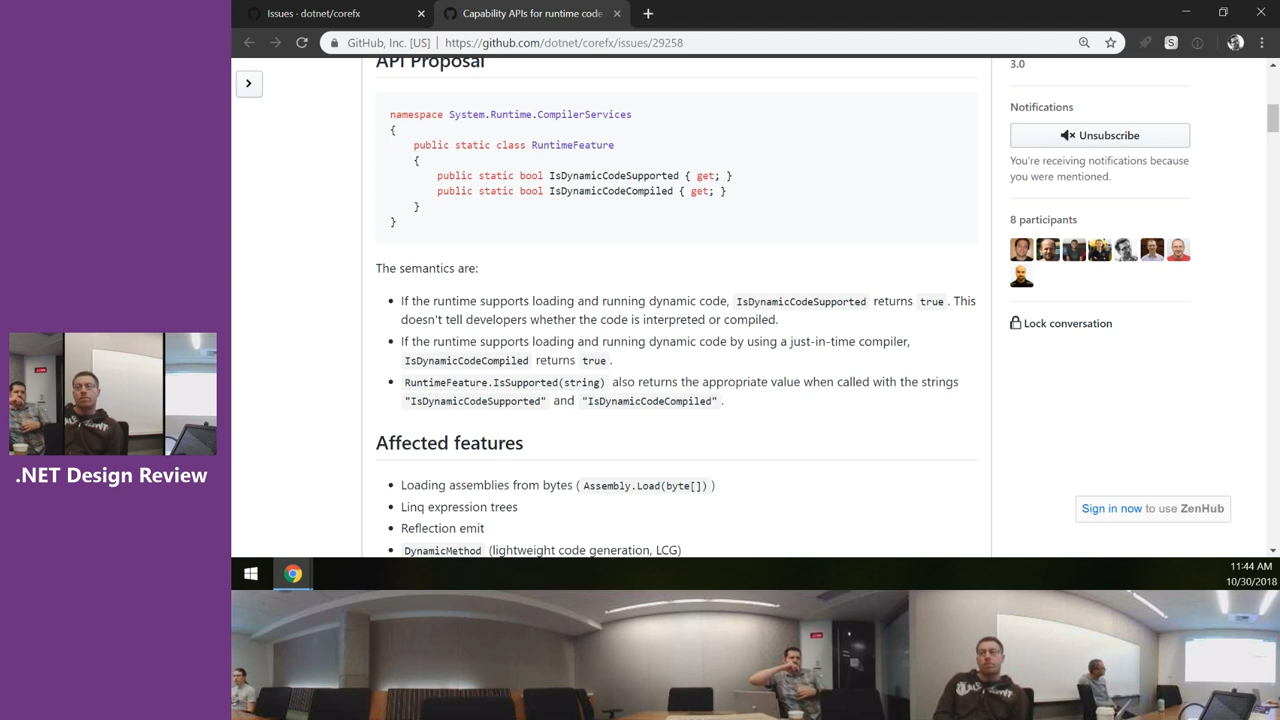 Issues · dotnet/corefx
Capability APIs for runtime code
GitHub, Inc. [US]
https://github.com/dotnet/corefx/issues/29258
S
API Proposal
namespace System.Runtime.CompilerServices
{
public static class RuntimeFeature
{
public static bool IsDynamicCodeSupported { get; }
public static bool IsDynamicCodeCompiled { get; }
}
}
The semantics are:
• If the runtime supports loading and running dynamic code, IsDynamicCodeSupported returns true. This
doesn't tell developers whether the code is interpreted or compiled.
• If the runtime supports loading and running dynamic code by using a just-in-time compiler,
IsDynamicCodeCompiled returns true.
• RuntimeFeature.IsSupported(string) also returns the appropriate value when called with the strings
"IsDynamicCodeSupported" and "IsDynamicCodeCompiled".
Affected features
• Loading assemblies from bytes (Assembly.Load(byte[]))
• Linq expression trees
• Reflection emit
• DynamicMethod (lightweight code generation, LCG)
3.0
Notifications
Unsubscribe
You're receiving notifications because
you were mentioned.
8 participants
Lock conversation
Sign in now to use ZenHub
.NET Design Review
11:44 AM
10/30/2018